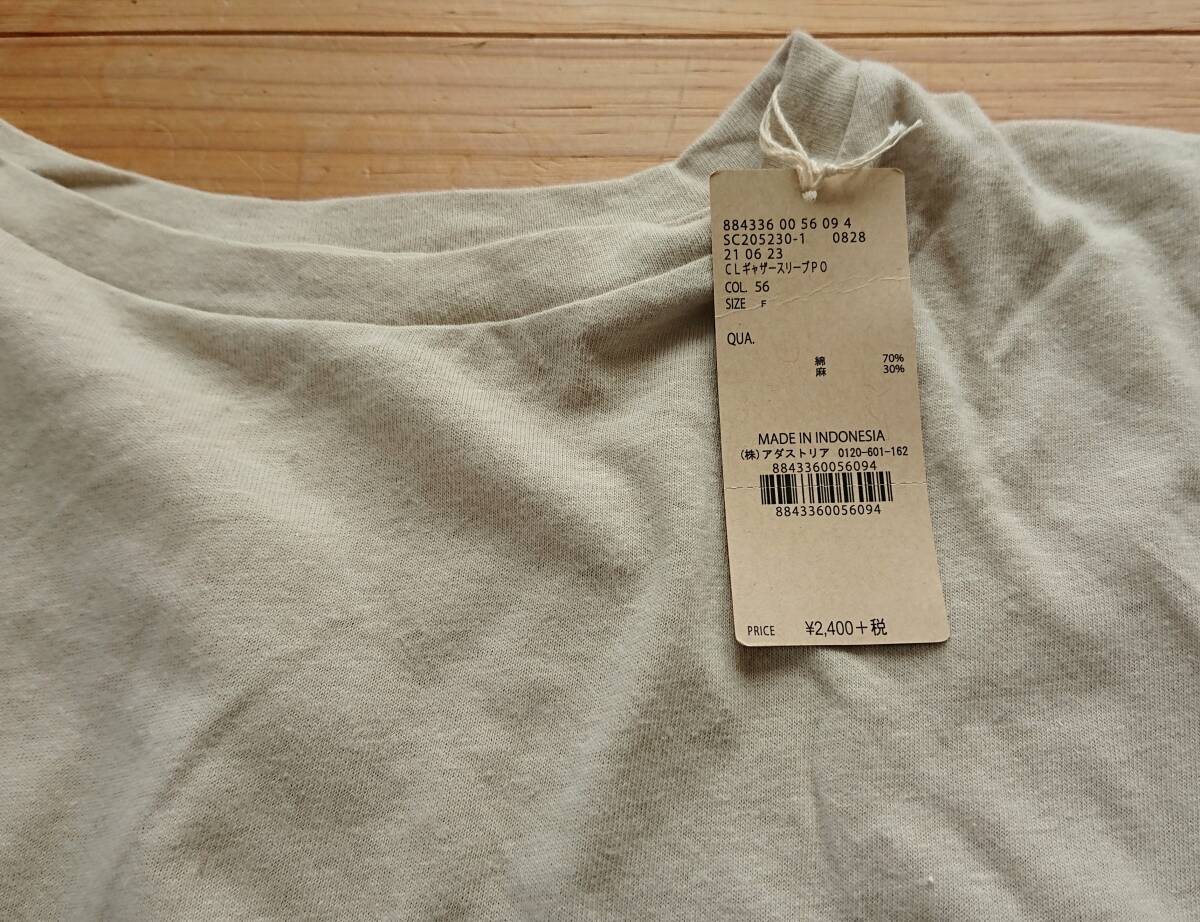 884336 00 56 09 4
SC205230-1 0828
21 06 23
CLギャザースリーブPO
COL. 56
SIZE F
QUA.
綿 70%
麻 30%
MADE IN INDONESIA
(株)アダストリア 0120-601-162
8843360056094
8843360056094
PRICE ¥2,400+税